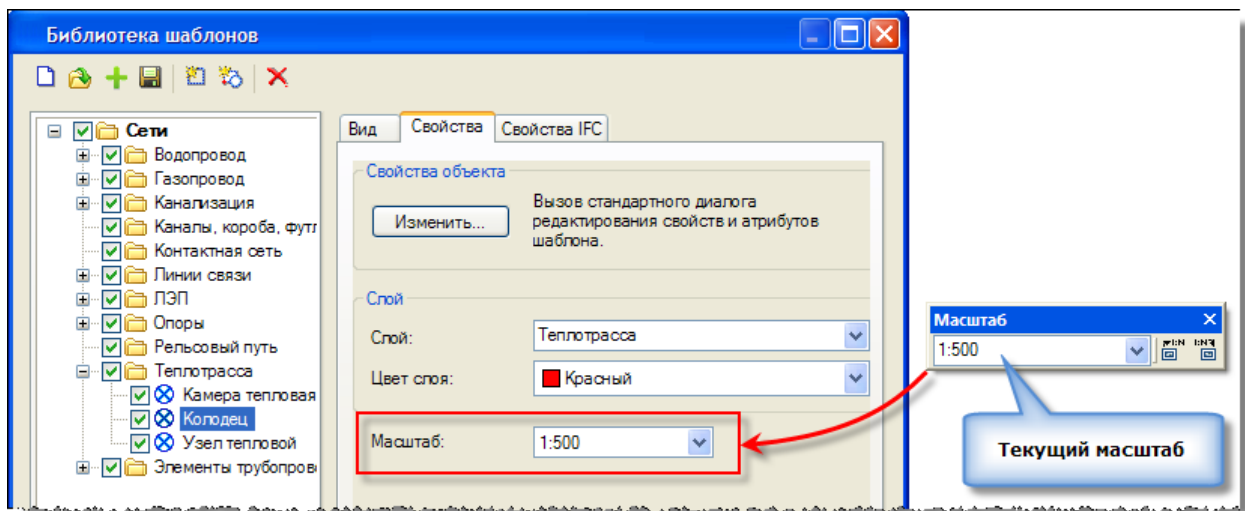 Библиотека шаблонов
Сети
Водопровод
Газопровод
Канализация
Каналы, короба, футл
Контактная сеть
Линии связи
ЛЭП
Опоры
Рельсовый путь
Теплотрасса
Камера тепловая
Колодец
Узел тепловой
Элементы трубопров
Вид
Свойства
Свойства IFC
Свойства объекта
Изменить...
Вызов стандартного диалога
редактирования свойств и атрибутов
шаблона.
Слой
Слой:
Теплотрасса
Цвет слоя:
Красный
Масштаб:
1:500
Масштаб
1:500
Текущий масштаб